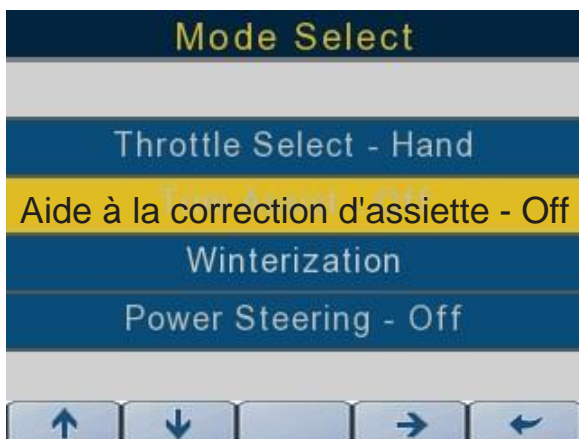 Mode Select
Throttle Select - Hand
Aide à la correction d'assiette - Off
Winterization
Power Steering - Off